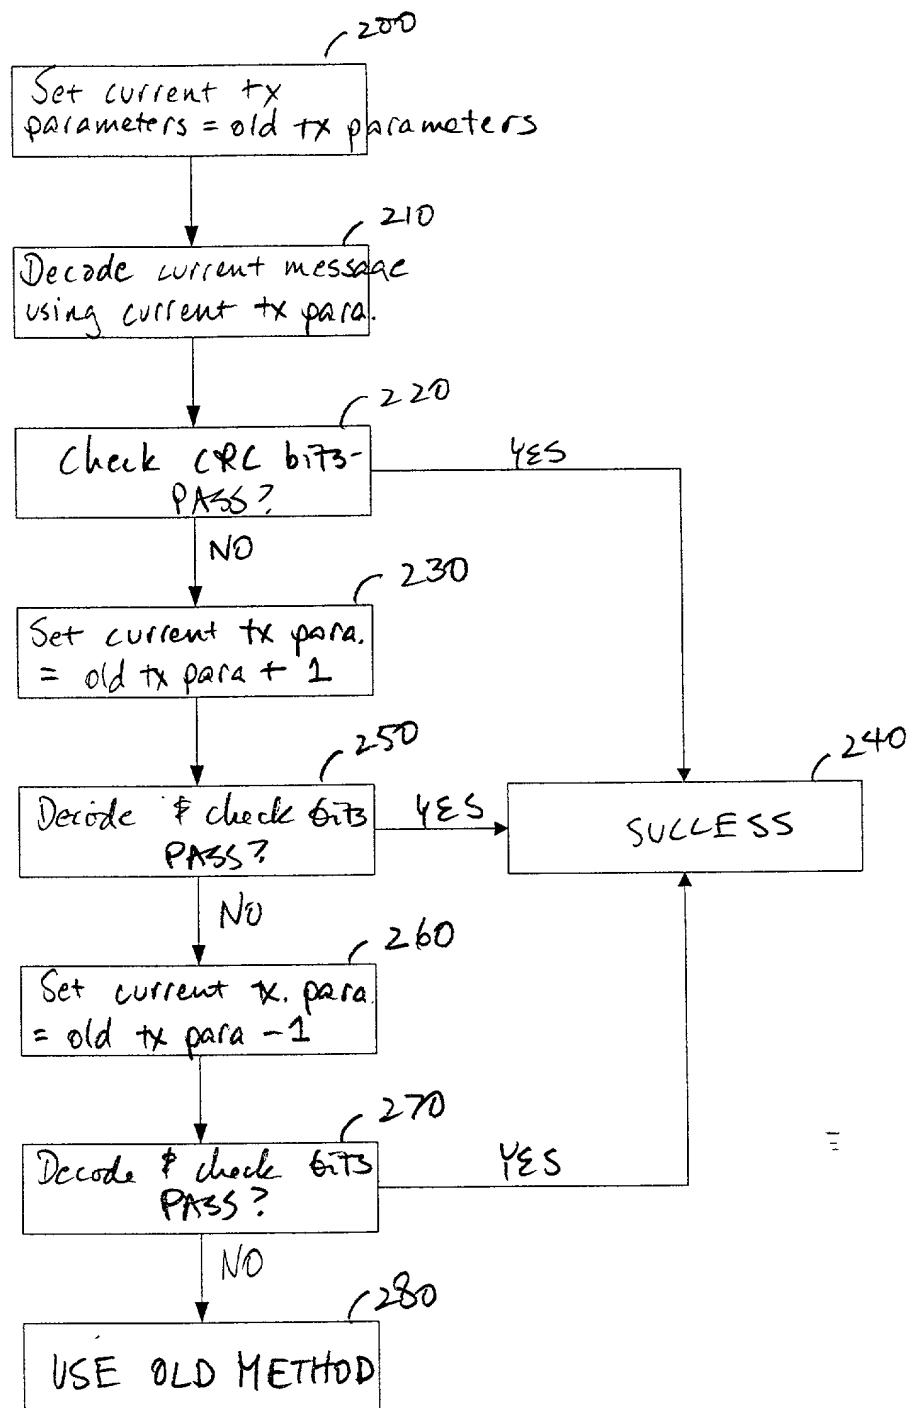 200
Set current tx
parameters = old tx parameters
210
Decode current message
using current tx para.
220
Check CRC bits-
PASS?
YES
NO
230
Set current tx para.
= old tx para + 1
250
240
Decode & check bits
PASS?
YES
SUCCESS
NO
260
Set current tx. para.
= old tx para - 1
270
Decode & check bits
PASS?
YES
NO
280
USE OLD METHOD